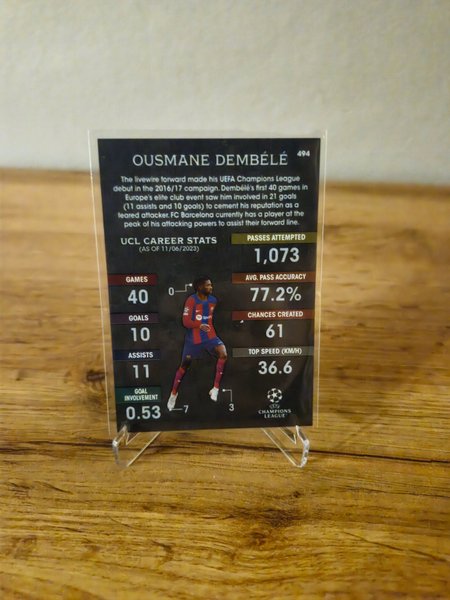 OUSMANE DEMBÉLÉ 494
The livewire forward made his UEFA Champions League
debut in the 2016/17 campaign. Dembélé's first 40 games in
Europe's elite club event saw him involved in 21 goals
(11 assists and 10 goals) to cement his reputation as a
feared attacker. FC Barcelona currently has a player at the
peak of his attacking powers to assist their forward line.
UCL CAREER STATS
(AS OF 11/06/2023)
GAMES
40
GOALS
10
ASSISTS
11
GOAL
INVOLVEMENT
0.53
0
7
3
PASSES ATTEMPTED
1,073
AVG. PASS ACCURACY
77.2%
CHANCES CREATED
61
TOP SPEED (KM/H)
36.6
CHAMPIONS
LEAGUE